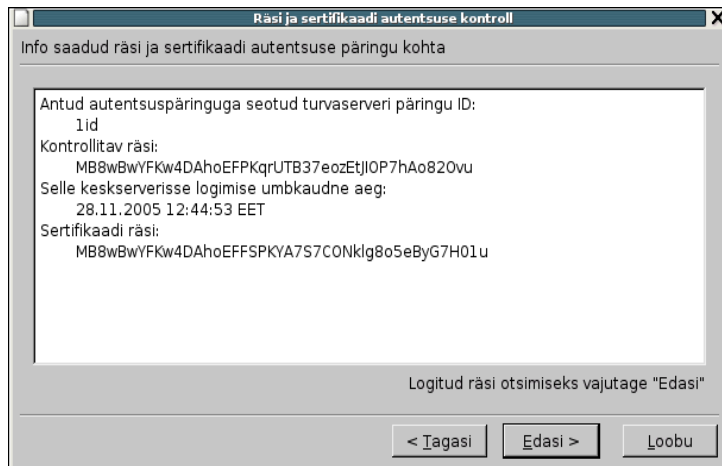 Räsi ja sertifikaadi autentsuse kontroll
Info saadud räsi ja sertifikaadi autentsuse päringu kohta
Antud autentsuspäringuga seotud turvaserveri päringu ID:
1id
Kontrollitav räsi:
MB8wBwYFKw4DAhoEFPKqrUTB37eozEtJIOP7hAo82Ovu
Selle keskserverisse logimise umbkaudne aeg:
28.11.2005 12:44:53 EET
Sertifikaadi räsi:
MB8wBwYFKw4DAhoEFFSPKYA7S7CONklg8o5eByG7H01u
Logitud räsi otsimiseks vajutage "Edasi"
< Tagasi
Edasi >
Loobu